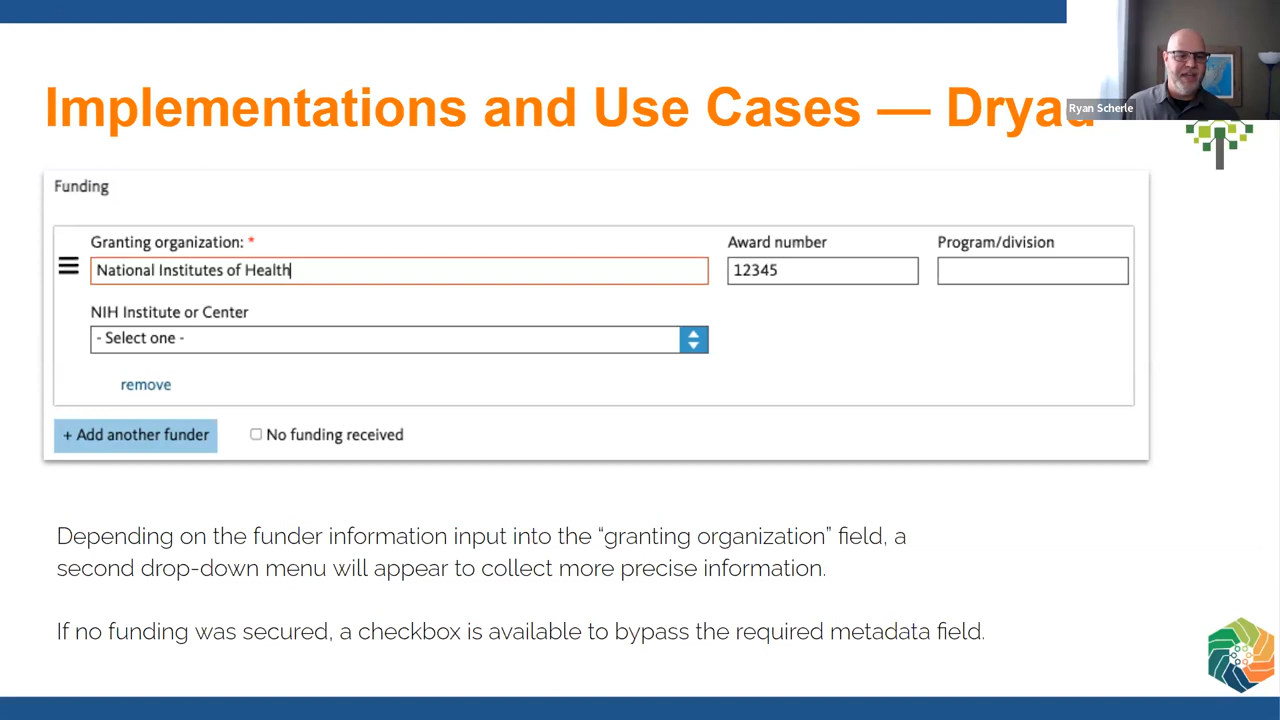 Implementations and Use Cases — Dryad
Ryan Scherle
Funding
Granting organization: *
Award number
Program/division
National Institutes of Health
12345
NIH Institute or Center
- Select one -
remove
+ Add another funder
No funding received
Depending on the funder information input into the “granting organization” field, a
second drop-down menu will appear to collect more precise information.
If no funding was secured, a checkbox is available to bypass the required metadata field.